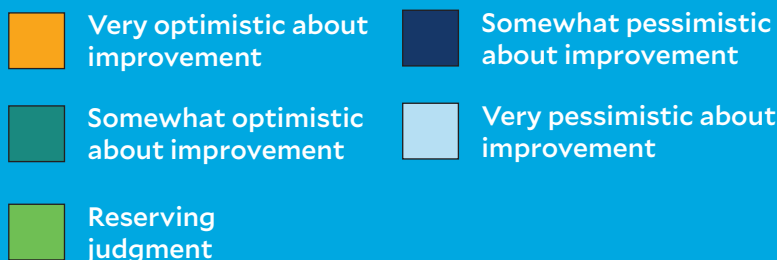 Very optimistic about
improvement
Somewhat optimistic
about improvement
Reserving
judgment
Somewhat pessimistic
about improvement
Very pessimistic about
improvement